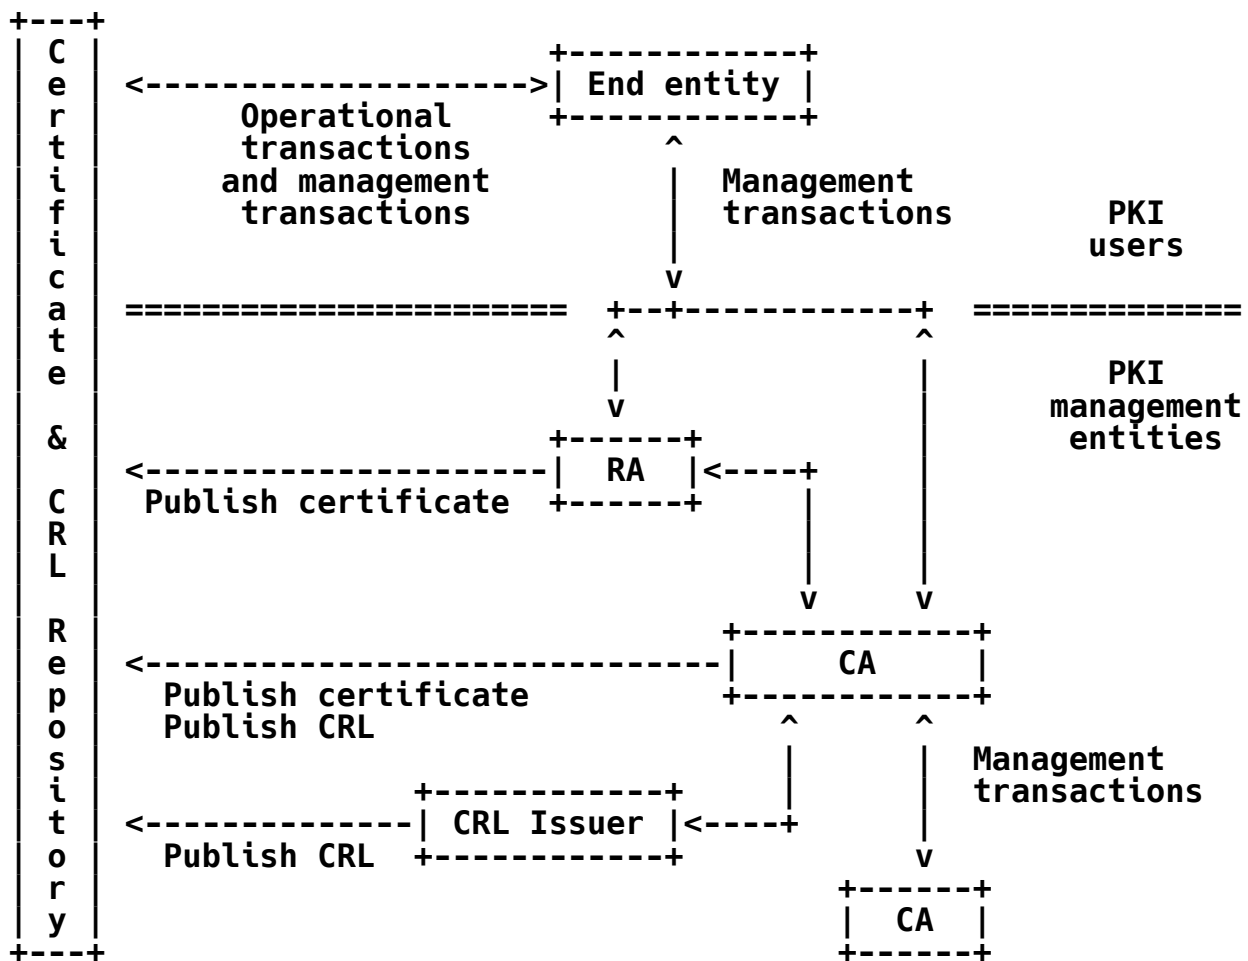 Certificate & CRL Repository
End entity
Operational
transactions
and management
transactions
Management
transactions
PKI
users
PKI
management
entities
RA
Publish certificate
CA
Publish certificate
Publish CRL
Management
transactions
CRL Issuer
Publish CRL
CA